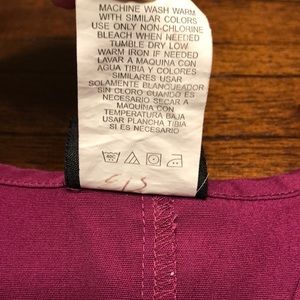 MACHINE WASH WARM
WITH SIMILAR COLORS
USE ONLY NON-CHLORINE
BLEACH WHEN NEEDED
TUMBLE DRY LOW
WARM IRON IF NEEDED
LAVAR A MAQUINA CON
AGUA TIBIA Y COLORES
SIMILARES USAR
SOLAMENTE BLANQUEADOR
SIN CLORO CUANDO ES
NECESARIO SECAR A
MAQUINA CON
TEMPERATURA BAJA
USAR PLANCHA TIBIA
SI ES NECESARIO